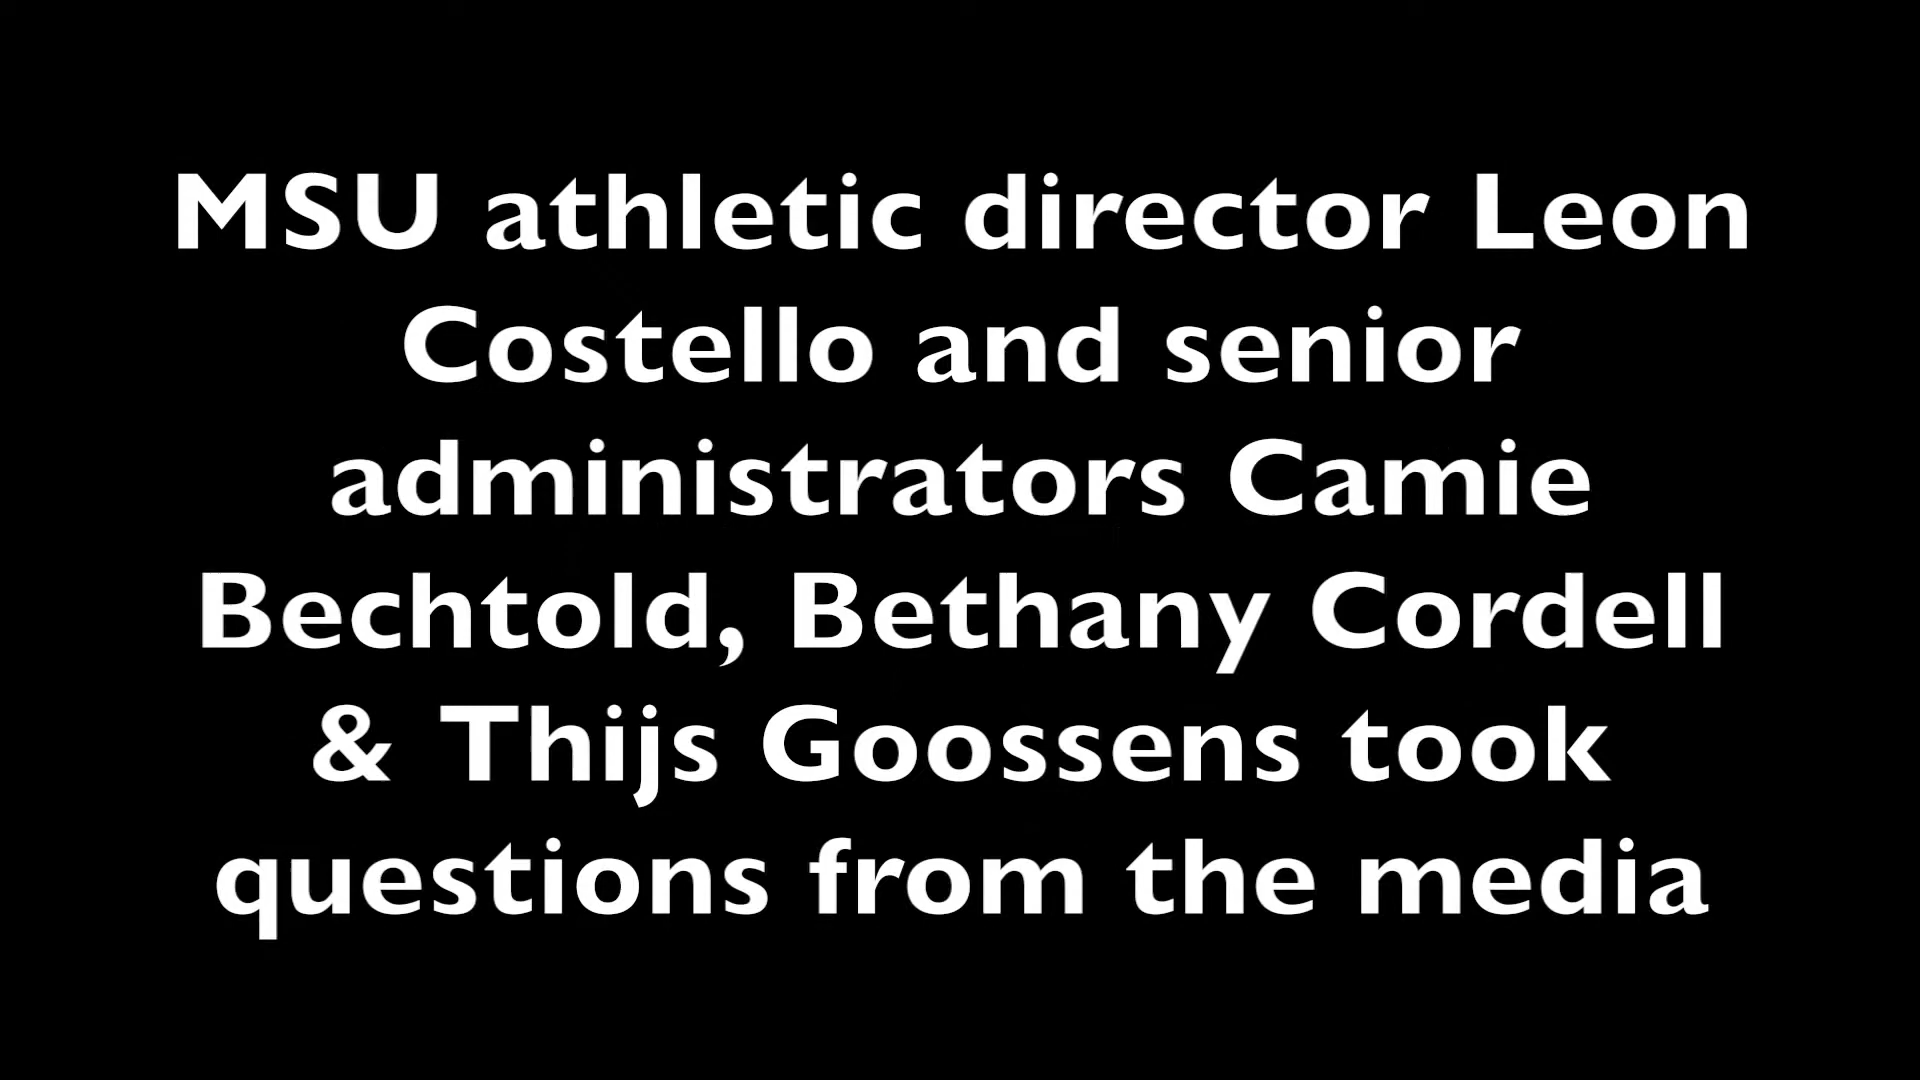 MSU athletic director Leon
Costello and senior
administrators Camie
Bechtold, Bethany Cordell
& Thijs Goossens took
questions from the media